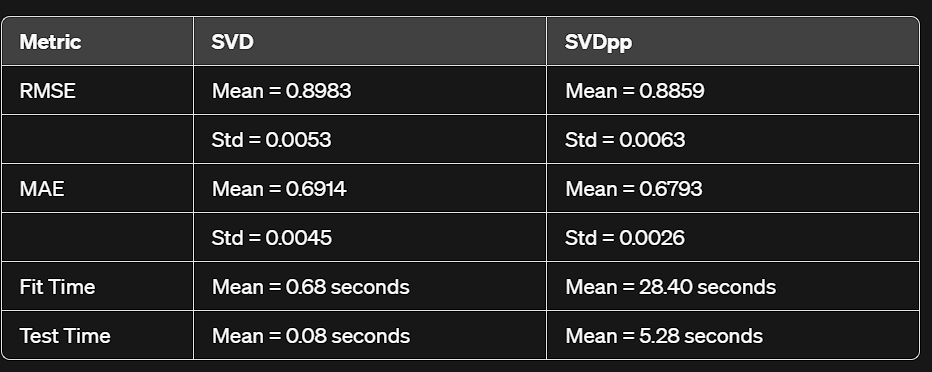 Metric SVD SVDpp
RMSE Mean = 0.8983 Mean = 0.8859
Std = 0.0053 Std = 0.0063
MAE Mean = 0.6914 Mean = 0.6793
Std = 0.0045 Std = 0.0026
Fit Time Mean = 0.68 seconds Mean = 28.40 seconds
Test Time Mean = 0.08 seconds Mean = 5.28 seconds